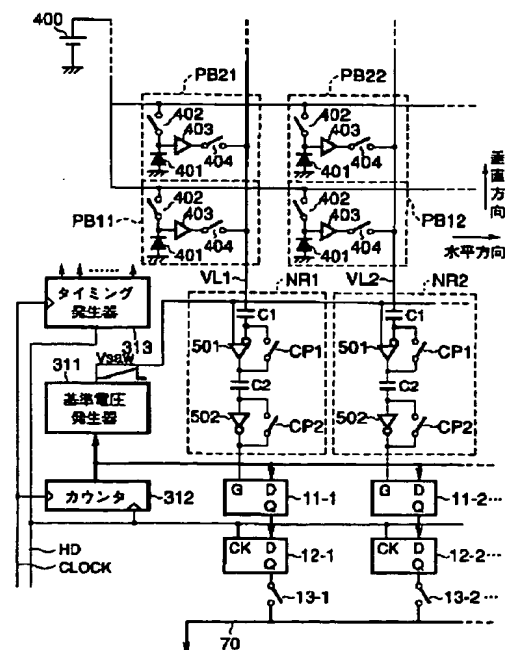 400
PB21
PB22
402
403
404
401
402
403
404
401
402
403
404
401
402
403
404
401
PB11
PB12
垂直方向
水平方向
VL1
NR1
VL2
NR2
タイミング
発生器
313
Vsaw
311
基準電圧
発生器
カウンタ
312
HD
CLOCK
C1
501
CP1
C2
502
CP2
C1
501
CP1
C2
502
CP2
G D
Q
11-1
G D
Q
11-2…
CK D
Q
12-1
CK D
Q
12-2…
13-1
13-2…
70